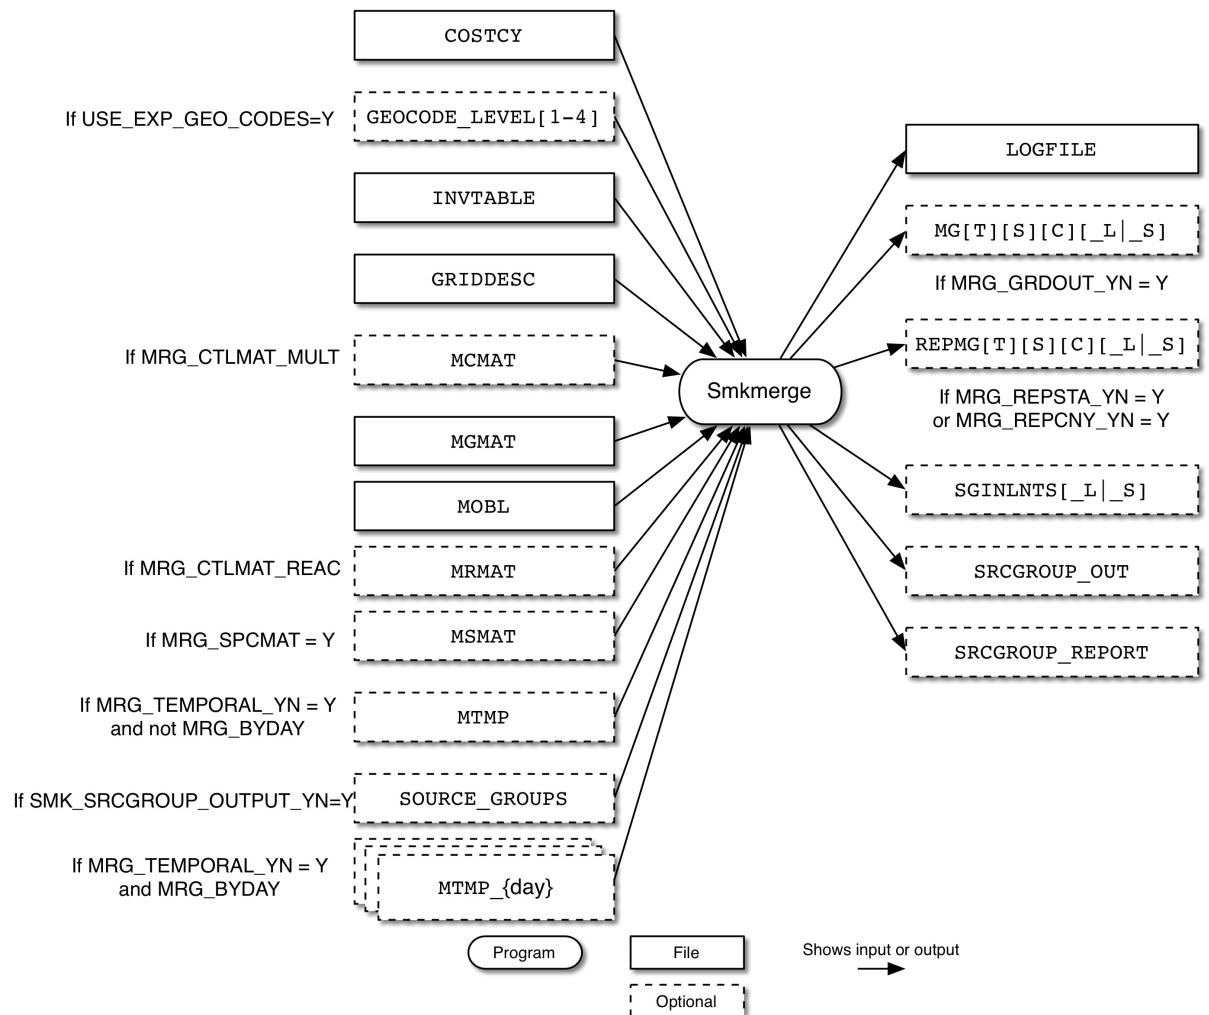 COSTCY
If USE_EXP_GEO_CODES=Y
GEOCODE_LEVEL[1-4]
INVTABLE
GRIDDESC
If MRG_CTLMAT_MULT
MCMAT
MGMAT
MOBL
If MRG_CTLMAT_REAC
MRMAT
If MRG_SPCMAT = Y
MSMAT
If MRG_TEMPORAL_YN = Y
and not MRG_BYDAY
MTMP
If SMK_SRCGROUP_OUTPUT_YN=Y
SOURCE_GROUPS
If MRG_TEMPORAL_YN = Y
and MRG_BYDAY
MTMP_{day}
Smkmerge
LOGFILE
MG[T][S][C][_L|_S]
If MRG_GRDOUT_YN = Y
REPMG[T][S][C][_L|_S]
If MRG_REPSTA_YN = Y
or MRG_REPCNY_YN = Y
SGINLNTS[_L|_S]
SRCGROUP_OUT
SRCGROUP_REPORT
Program
File
Shows input or output
Optional